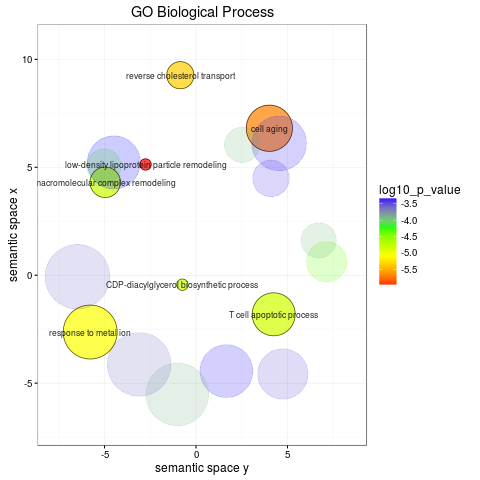 GO Biological Process
10
5
0
-5
semantic space x
reverse cholesterol transport
cell aging
low-density lipoprotein particle remodeling
macromolecular complex remodeling
CDP-diacylglycerol biosynthetic process
T cell apoptotic process
response to metal ion
-5
0
5
semantic space y
log10_p_value
-3.5
-4.0
-4.5
-5.0
-5.5